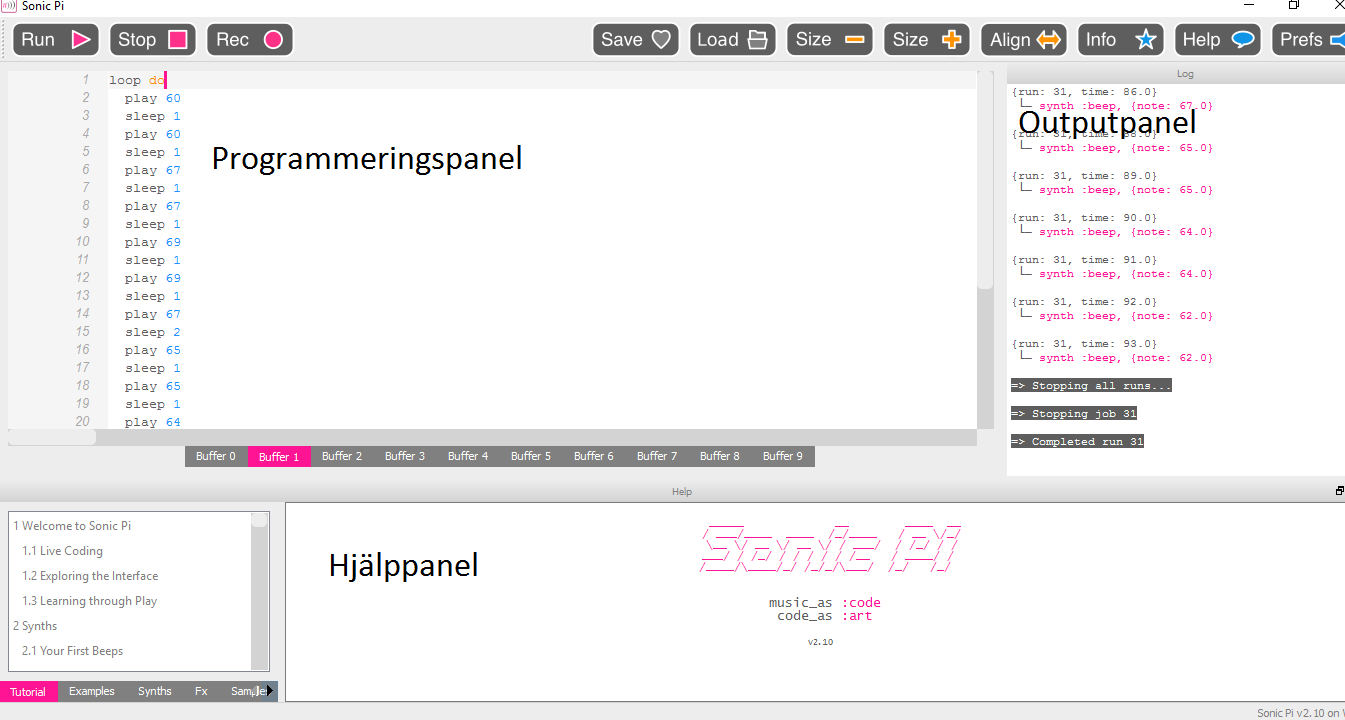 Sonic Pi
Run Stop Rec Save Load Size Size Align Info Help Prefs
1 loop do
2 play 60
3 sleep 1
4 play 60
5 sleep 1
6 play 67
7 sleep 1
8 play 67
9 sleep 1
10 play 69
11 sleep 1
12 play 69
13 sleep 1
14 play 67
15 sleep 2
16 play 65
17 sleep 1
18 play 65
19 sleep 1
20 play 64
Programmeringspanel
Buffer 0 Buffer 1 Buffer 2 Buffer 3 Buffer 4 Buffer 5 Buffer 6 Buffer 7 Buffer 8 Buffer 9
Log
{run: 31, time: 86.0}
└─ synth :beep, {note: 67.0}
Outputpanel
{run: 31, time: 88.0}
└─ synth :beep, {note: 65.0}
{run: 31, time: 89.0}
└─ synth :beep, {note: 65.0}
{run: 31, time: 90.0}
└─ synth :beep, {note: 64.0}
{run: 31, time: 91.0}
└─ synth :beep, {note: 64.0}
{run: 31, time: 92.0}
└─ synth :beep, {note: 62.0}
{run: 31, time: 93.0}
└─ synth :beep, {note: 62.0}
=> Stopping all runs...
=> Stopping job 31
=> Completed run 31
Help
1 Welcome to Sonic Pi
1.1 Live Coding
1.2 Exploring the Interface
1.3 Learning through Play
2 Synths
2.1 Your First Beeps
Tutorial Examples Synths Fx
Hjälppanel
Sonic Pi
music_as :code
code_as :art
v2.10
Sonic Pi v2.10 on